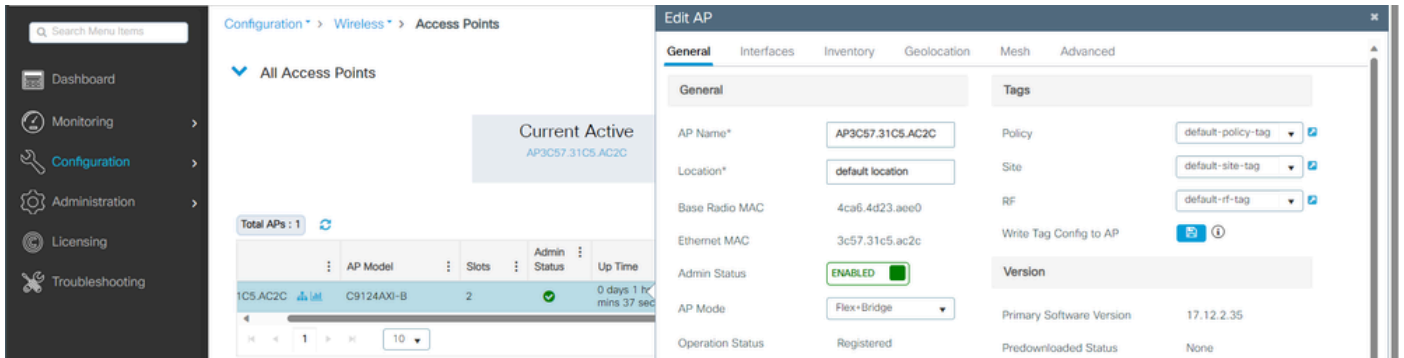 Search Menu Items
Dashboard
Monitoring
Configuration
Administration
Licensing
Troubleshooting
Configuration > Wireless > Access Points
All Access Points
Current Active
AP3C57.31C5.AC2C
Total APs : 1
AP Model Slots Admin Status Up Time
1C5.AC2C C9124AXI-B 2 0 days 1
mins 37
1 10
Edit AP
General Interfaces Inventory Geolocation Mesh Advanced
General
AP Name* AP3C57.31C5.AC2C
Location* default location
Base Radio MAC 4ca6.4d23.aee0
Ethernet MAC 3c57.31c5.ac2c
Admin Status ENABLED
AP Mode Flex+Bridge
Operation Status Registered
Tags
Policy default-policy-tag
Site default-site-tag
RF default-rf-tag
Write Tag Config to AP
Version
Primary Software Version 17.12.2.35
Predownloaded Status None